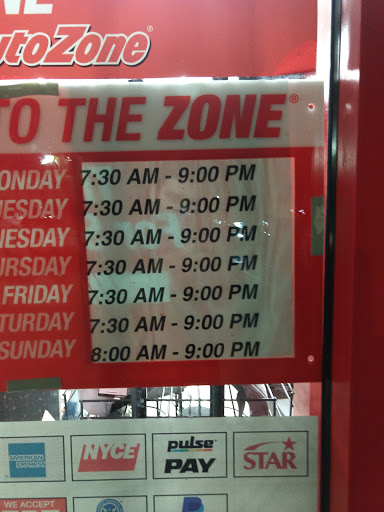 NE
utoZone®
TO THE ZONE®
ONDAY 7:30 AM - 9:00 PM
UESDAY 7:30 AM - 9:00 PM
NESDAY 7:30 AM - 9:00 PM
URSDAY 7:30 AM - 9:00 PM
FRIDAY 7:30 AM - 9:00 PM
ATURDAY 7:30 AM - 9:00 PM
SUNDAY 8:00 AM - 9:00 PM
AMERICAN EXPRESS NYCE pulse PAY STAR
WE ACCEPT